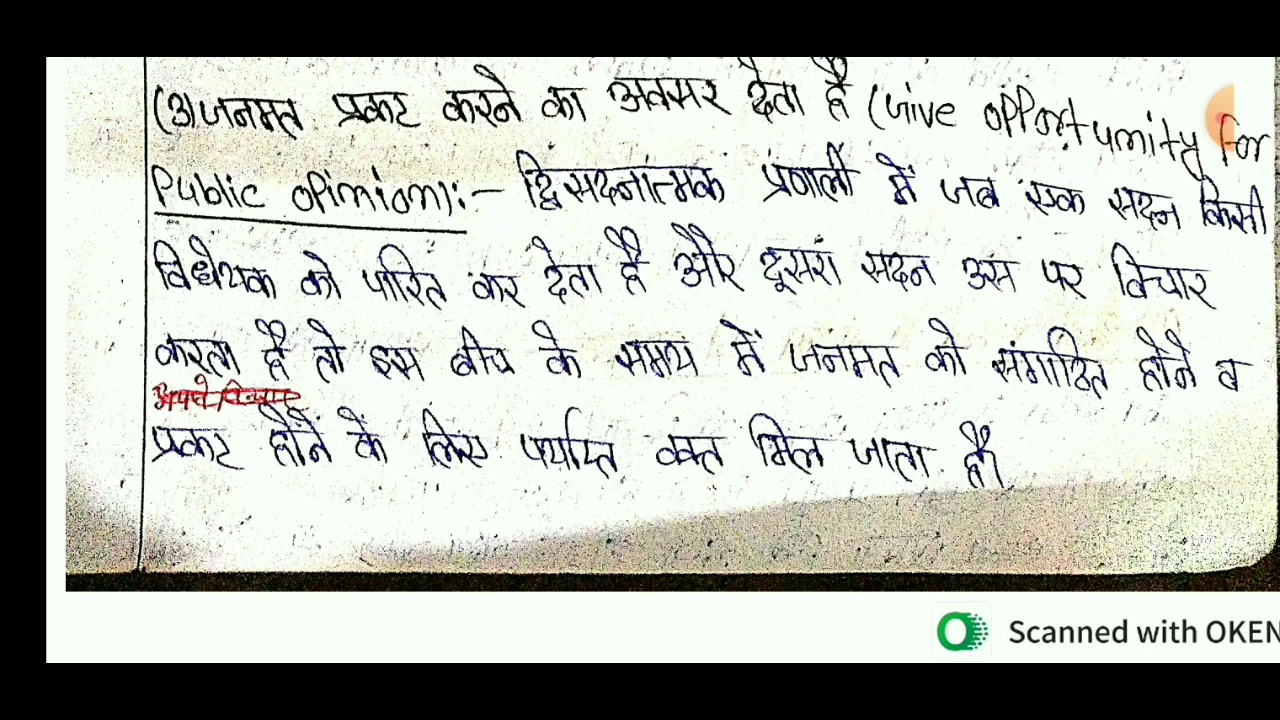 (3) जनमत प्रकट करने का अवसर देता है (Give opportunity for
Public opinion):- द्विसदनात्मक प्रणाली में जब एक सदन किसी
विधेयक को पारित कर देता है और दूसरा सदन उस पर विचार
करता है तो इस बीच के समय में जनमत को संगठित होने व
प्रकट होने के लिए पर्याप्त वक्त मिल जाता है।
Scanned with OKEN